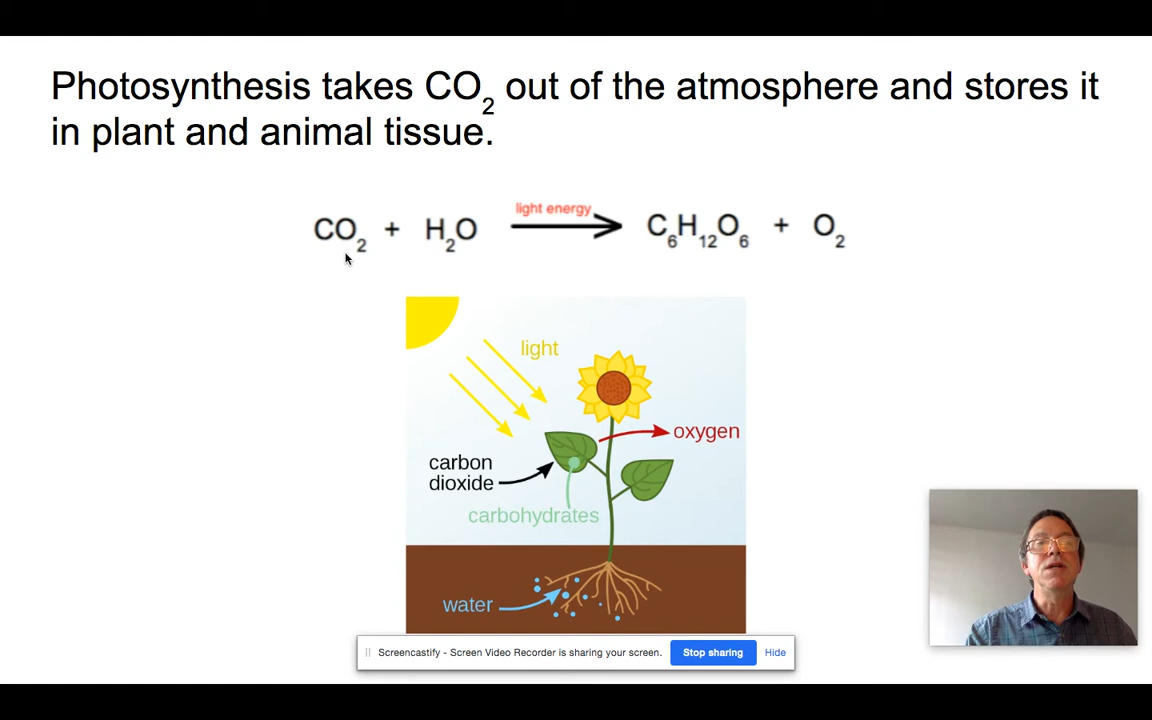 Photosynthesis takes CO₂ out of the atmosphere and stores it
in plant and animal tissue.
light energy
CO₂ + H₂O → C₆H₁₂O₆ + O₂
light
oxygen
carbon
dioxide
carbohydrates
water
Screencastify - Screen Video Recorder is sharing your screen. Stop sharing Hide